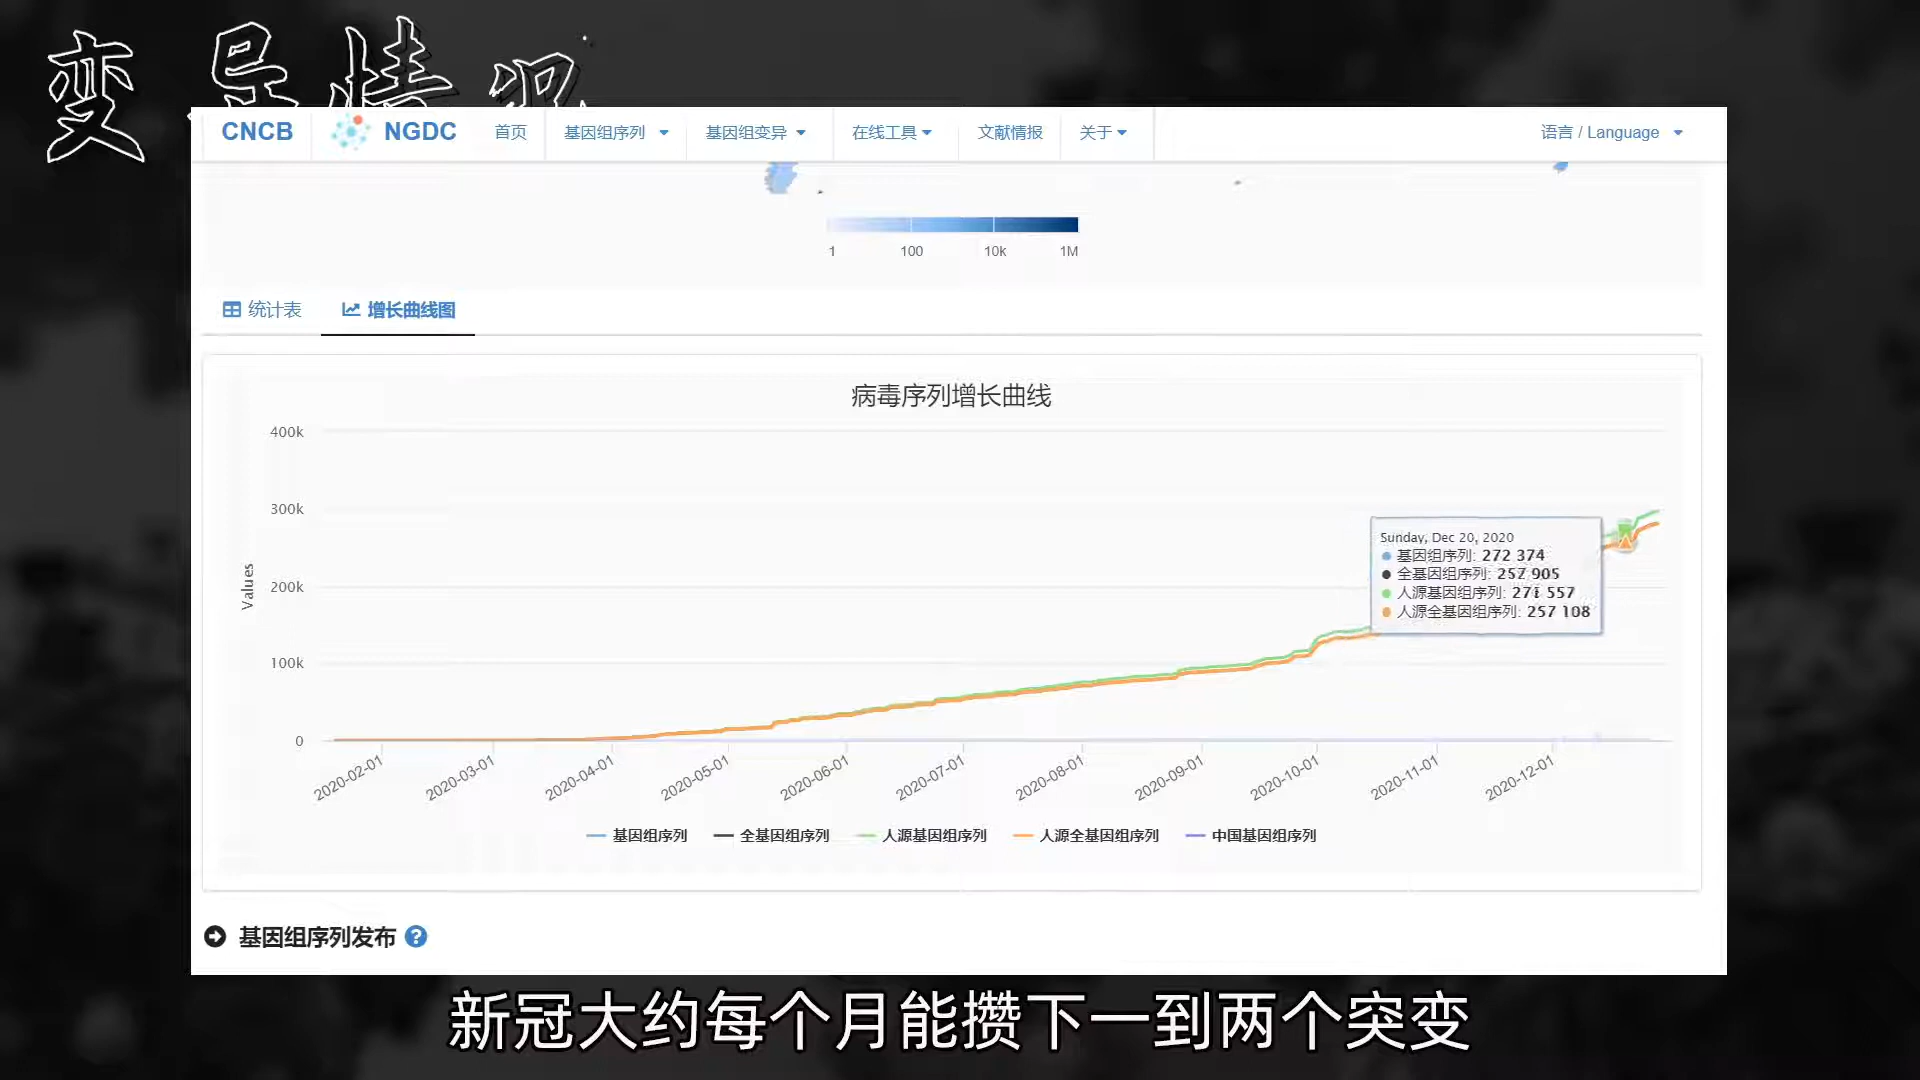 变异情况
CNCB NGDC 首页 基因组序列 基因组变异 在线工具 文献情报 关于 语言 / Language
1 100 10k 1M
统计表 增长曲线图
病毒序列增长曲线
400k
300k
200k
100k
0
Values
Sunday, Dec 20, 2020
基因组序列: 272 374
全基因组序列: 257 905
人源基因组序列: 271 557
人源全基因组序列: 257 108
2020-02-01 2020-03-01 2020-04-01 2020-05-01 2020-06-01 2020-07-01 2020-08-01 2020-09-01 2020-10-01 2020-11-01 2020-12-01
基因组序列 全基因组序列 人源基因组序列 人源全基因组序列 中国基因组序列
基因组序列发布
新冠大约每个月能攒下一到两个突变